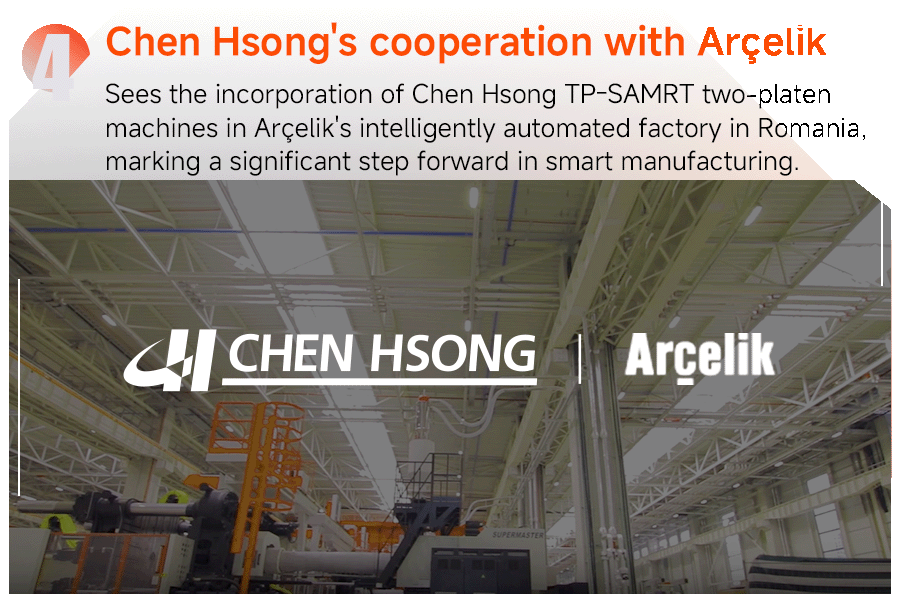 4
Chen Hsong's cooperation with Arçelik
Sees the incorporation of Chen Hsong TP-SAMRT two-platen
machines in Arçelik's intelligently automated factory in Romania,
marking a significant step forward in smart manufacturing.
CHEN HSONG
Arçelik
SUPERMASTER